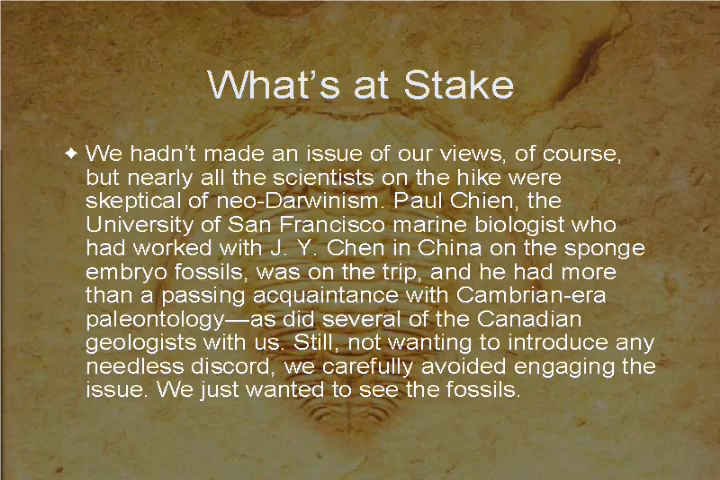 What’s at Stake
✦ We hadn’t made an issue of our views, of course,
but nearly all the scientists on the hike were
skeptical of neo-Darwinism. Paul Chien, the
University of San Francisco marine biologist who
had worked with J. Y. Chen in China on the sponge
embryo fossils, was on the trip, and he had more
than a passing acquaintance with Cambrian-era
paleontology—as did several of the Canadian
geologists with us. Still, not wanting to introduce any
needless discord, we carefully avoided engaging the
issue. We just wanted to see the fossils.